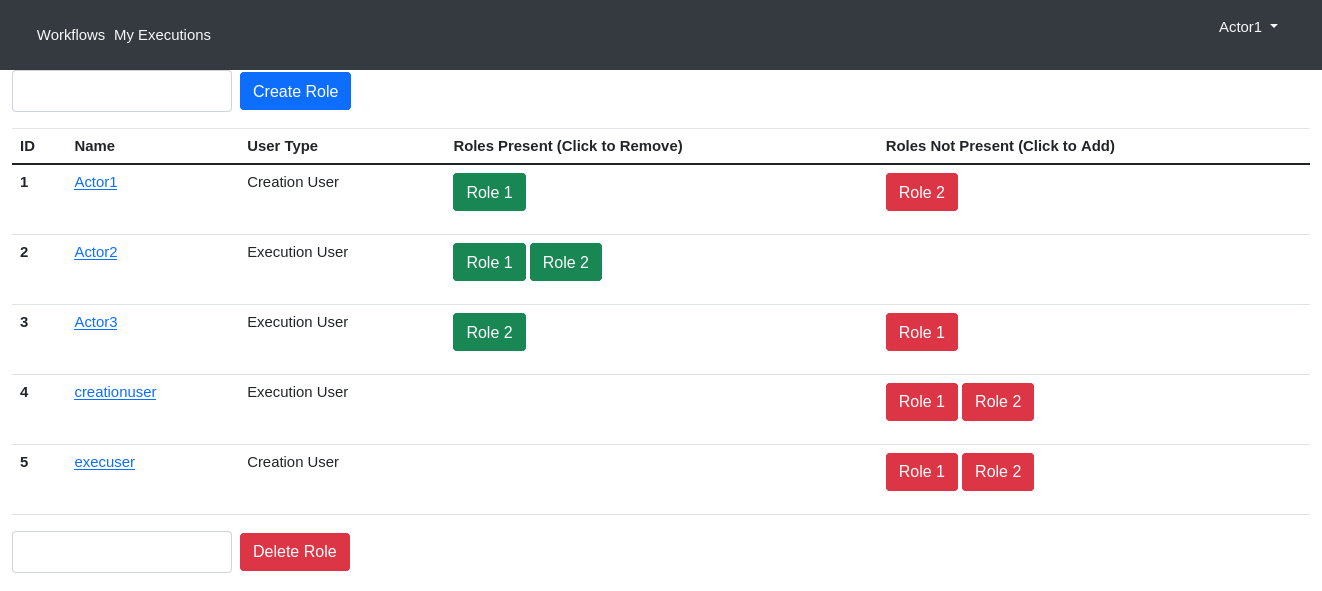 Workflows My Executions Actor1
Create Role
ID Name User Type Roles Present (Click to Remove) Roles Not Present (Click to Add)
1 Actor1 Creation User Role 1 Role 2
2 Actor2 Execution User Role 1 Role 2
3 Actor3 Execution User Role 2 Role 1
4 creationuser Execution User Role 1 Role 2
5 execuser Creation User Role 1 Role 2
Delete Role